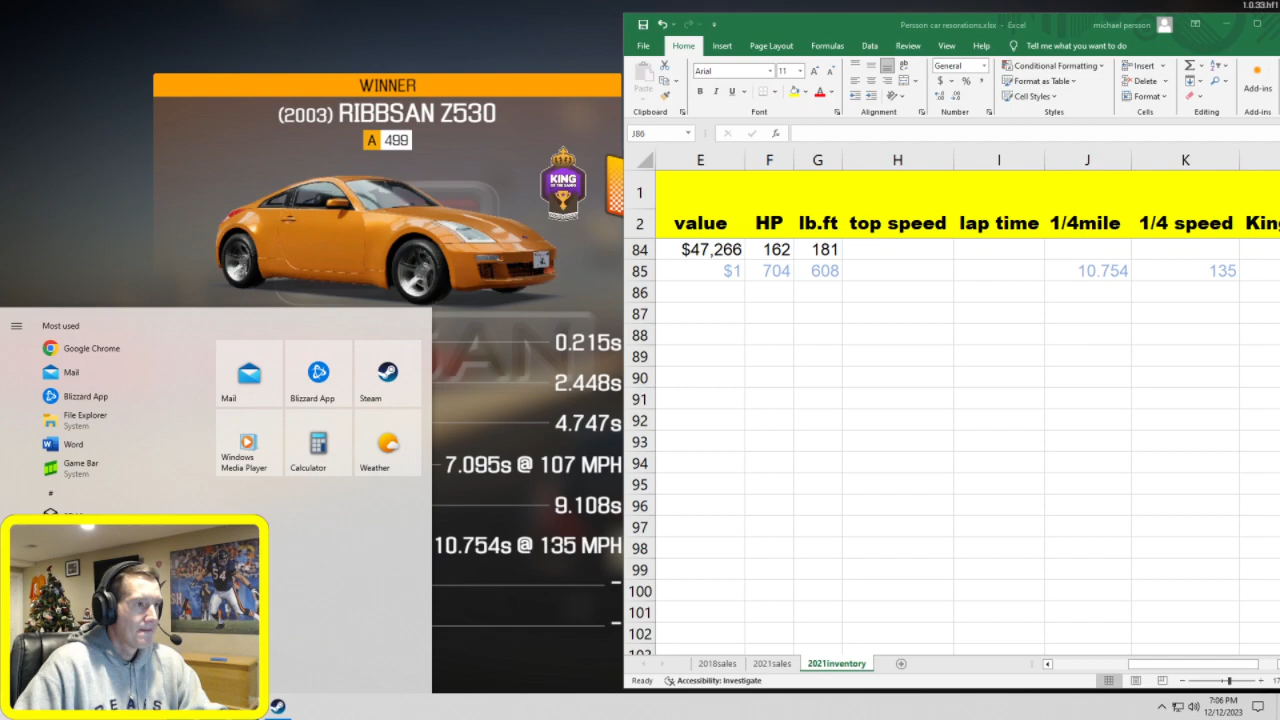 1.0.33.hf1
Persson car resorations.xlsx - Excel
michael persson
File Home Insert Page Layout Formulas Data Review View Help Tell me what you want to do
Paste
Arial 11
General
Conditional Formatting
Format as Table
Cell Styles
Insert
Delete
Format
Add-ins
Clipboard Font Alignment Number Styles Cells Editing Add-ins
J86
fx
E F G H I J K
1
2 value HP lb.ft top speed lap time 1/4mile 1/4 speed
84 $47,266 162 181
85 $1 704 608 10.754 135
86
87
88
89
90
91
92
93
94
95
96
97
98
99
100
101
102
2018sales 2021sales 2021inventory
Ready Accessibility: Investigate
WINNER
(2003) RIBBSAN Z530
A 499
KING
0.215s
2.448s
4.747s
7.095s @ 107 MPH
9.108s
10.754s @ 135 MPH
Most used
Google Chrome
Mail
Blizzard App
File Explorer
System
Word
Game Bar
System
#
Mail
Blizzard App
Steam
Windows
Media Player
Calculator
Weather
54
7:06 PM
12/12/2023